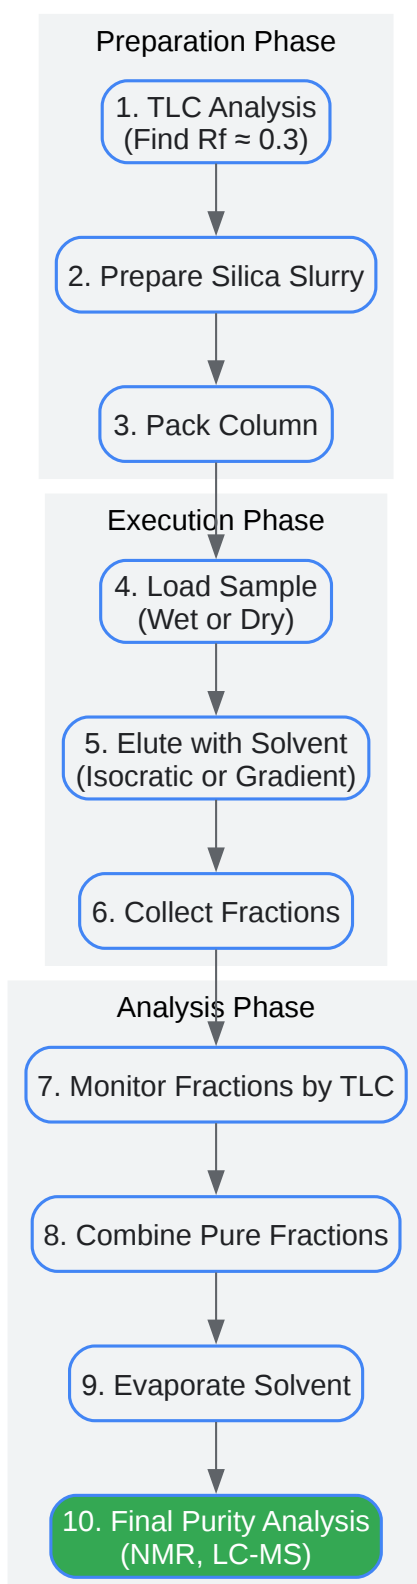 Preparation Phase
1. TLC Analysis
(Find Rf ≈ 0.3)
2. Prepare Silica Slurry
3. Pack Column
Execution Phase
4. Load Sample
(Wet or Dry)
5. Elute with Solvent
(Isocratic or Gradient)
6. Collect Fractions
Analysis Phase
7. Monitor Fractions by TLC
8. Combine Pure Fractions
9. Evaporate Solvent
10. Final Purity Analysis
(NMR, LC-MS)